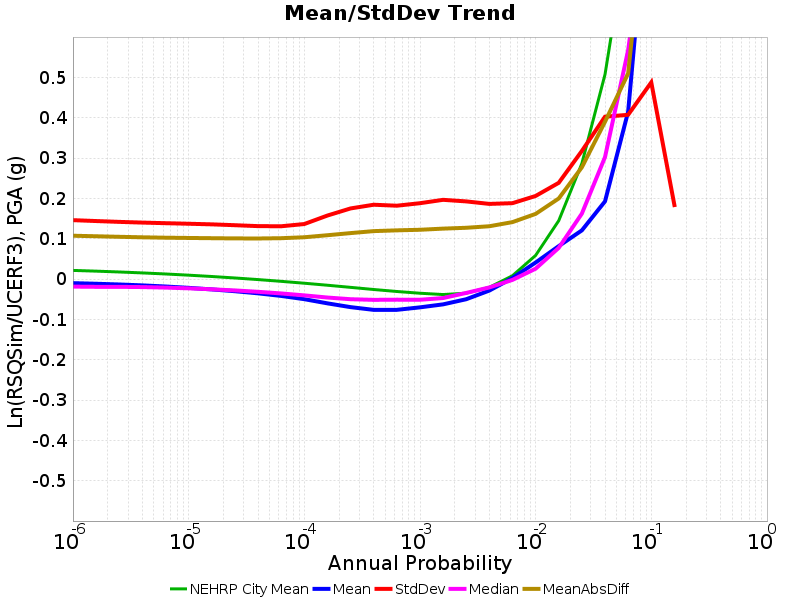 Mean/StdDev Trend
Ln(RSQSim/UCERF3), PGA (g)
0.5
0.4
0.3
0.2
0.1
0
-0.1
-0.2
-0.3
-0.4
-0.5
10-6 10-5 10-4 10-3 10-2 10-1 100
Annual Probability
NEHRP City Mean Mean StdDev Median MeanAbsDiff